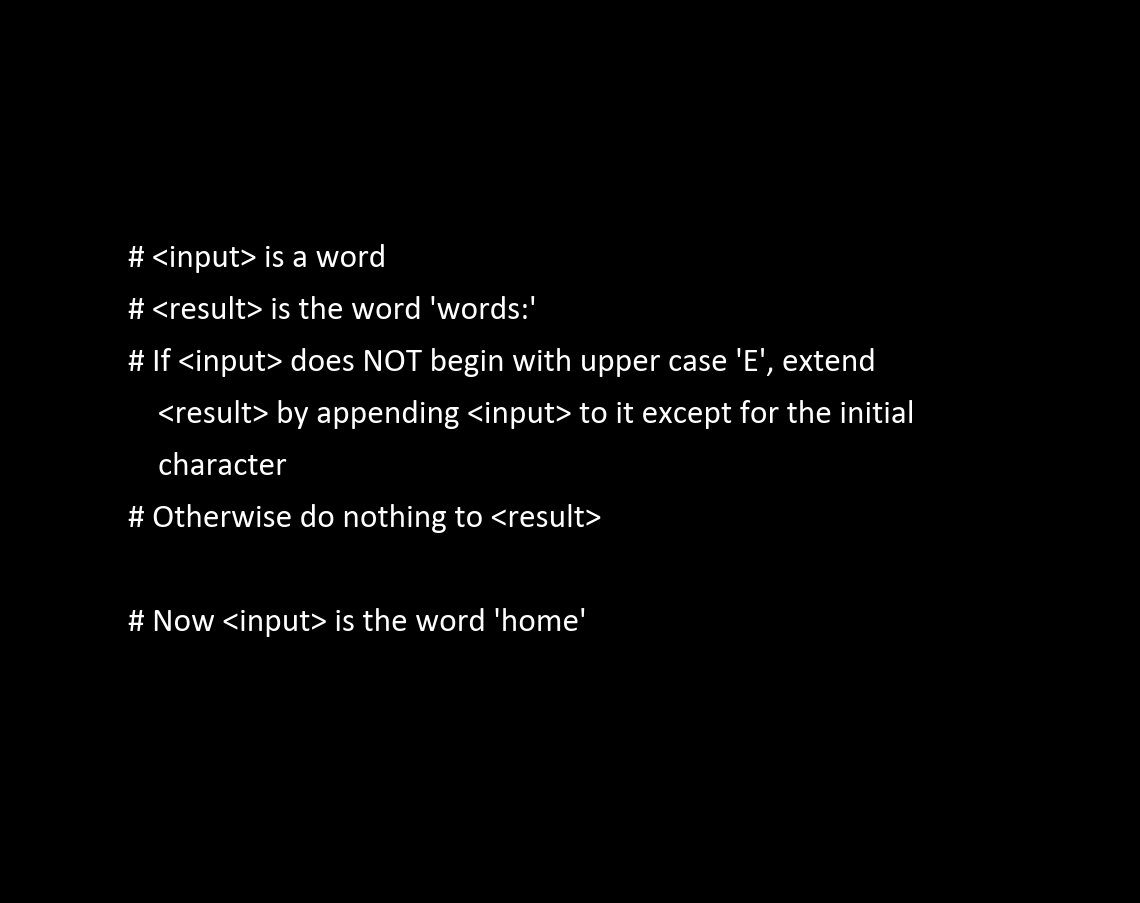 # <input> is a word
# <result> is the word 'words:'
# If <input> does NOT begin with upper case 'E', extend
<result> by appending <input> to it except for the initial
character
# Otherwise do nothing to <result>
# Now <input> is the word 'home'